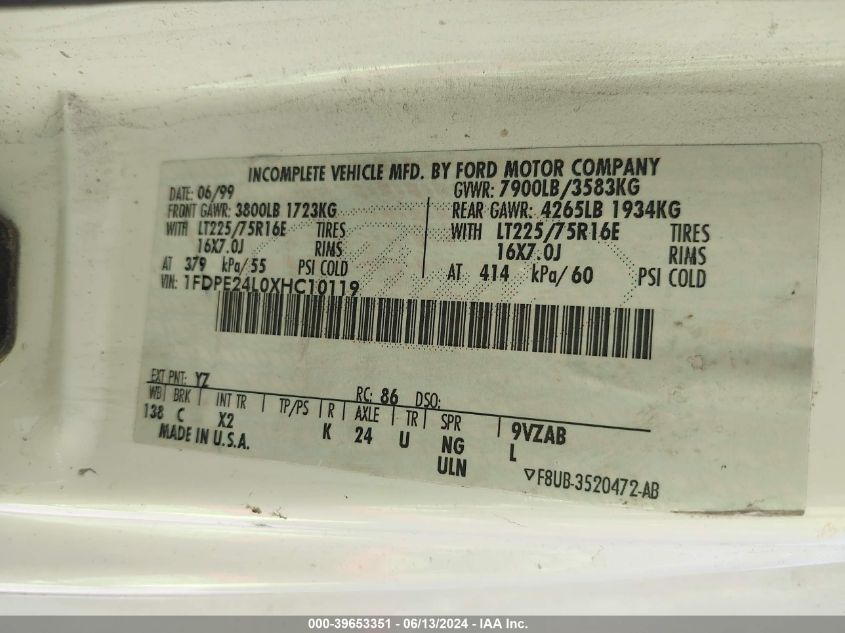 INCOMPLETE VEHICLE MFD. BY FORD MOTOR COMPANY
DATE: 06/99 GVWR: 7900LB/3583KG
FRONT GAWR: 3800LB 1723KG REAR GAWR: 4265LB 1934KG
WITH LT225/75R16E TIRES WITH LT225/75R16E TIRES
16X7.0J RIMS 16X7.0J RIMS
AT 379 kPa/55 PSI COLD AT 414 kPa/60 PSI COLD
VIN: 1FDPE24L0XHC10119
EXT PNT: YZ RC: 86 DSO:
WB BRK INT TR TP/PS R AXLE TR SPR 9VZAB
138 C X2 K 24 U NG L
MADE IN U.S.A. ULN
F8UB-3520472-AB
000-39653351 - 06/13/2024 - IAA Inc.